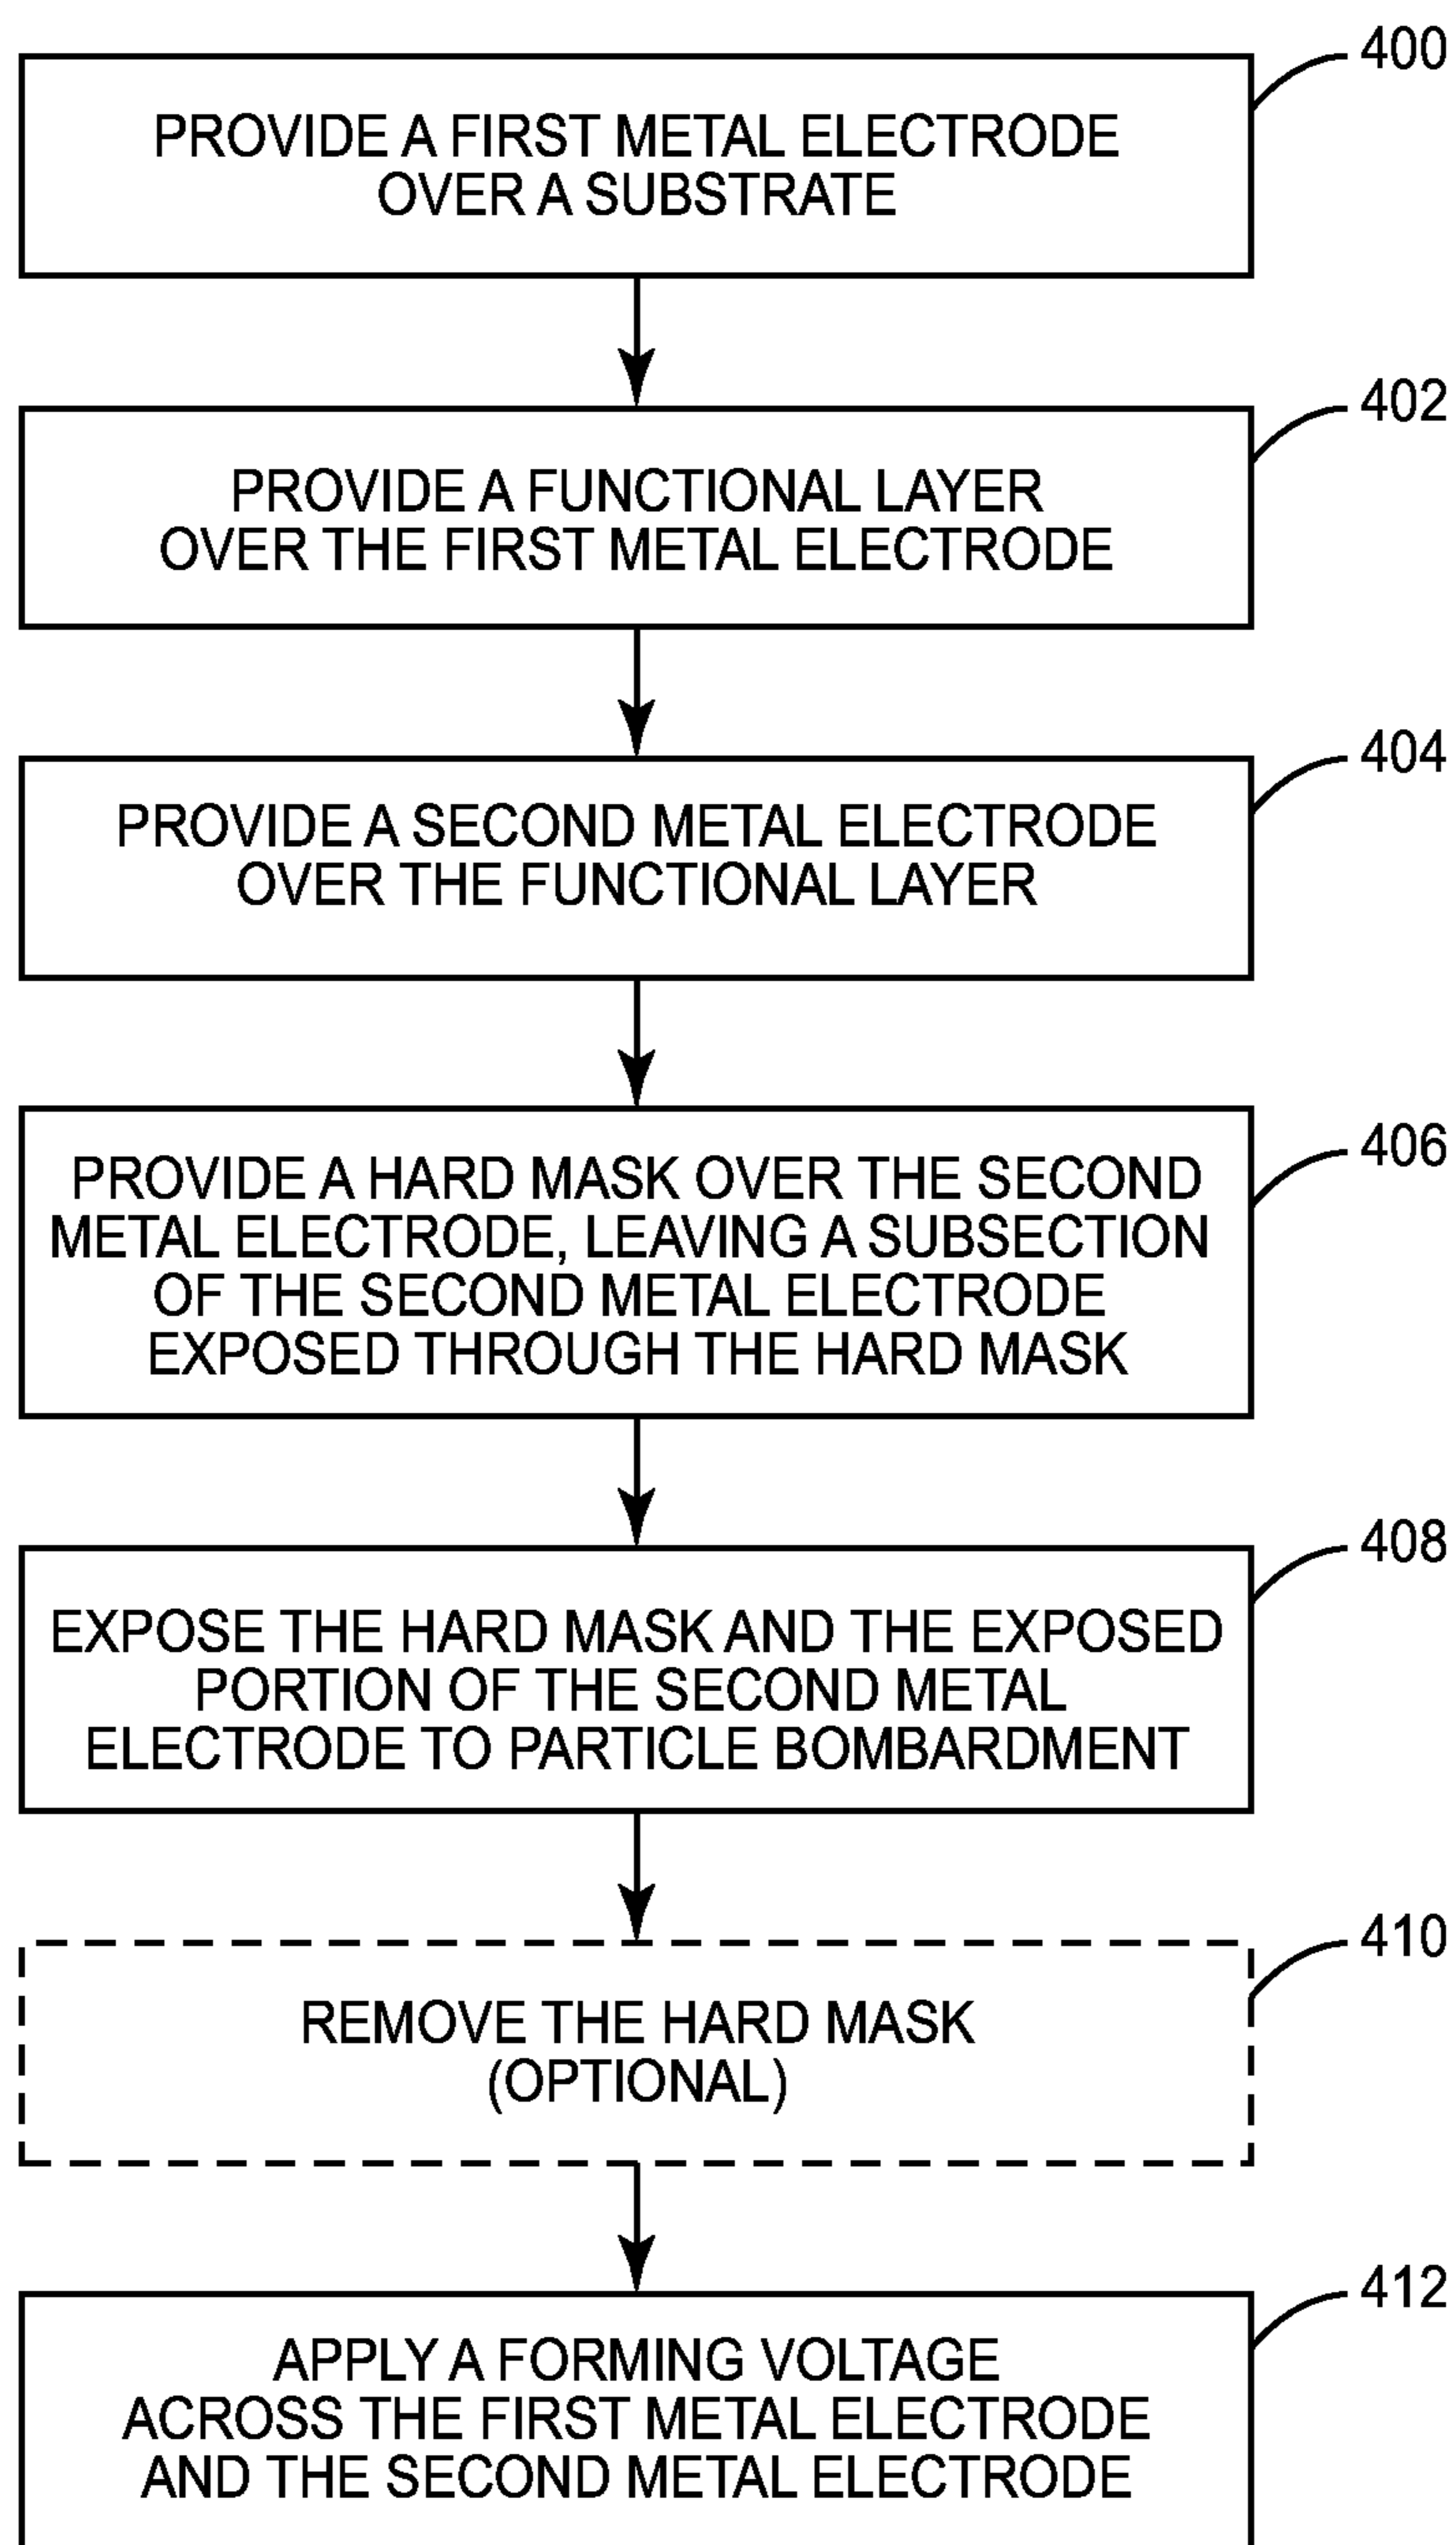 400
PROVIDE A FIRST METAL ELECTRODE
OVER A SUBSTRATE
402
PROVIDE A FUNCTIONAL LAYER
OVER THE FIRST METAL ELECTRODE
404
PROVIDE A SECOND METAL ELECTRODE
OVER THE FUNCTIONAL LAYER
406
PROVIDE A HARD MASK OVER THE SECOND
METAL ELECTRODE, LEAVING A SUBSECTION
OF THE SECOND METAL ELECTRODE
EXPOSED THROUGH THE HARD MASK
408
EXPOSE THE HARD MASK AND THE EXPOSED
PORTION OF THE SECOND METAL
ELECTRODE TO PARTICLE BOMBARDMENT
410
REMOVE THE HARD MASK
(OPTIONAL)
412
APPLY A FORMING VOLTAGE
ACROSS THE FIRST METAL ELECTRODE
AND THE SECOND METAL ELECTRODE